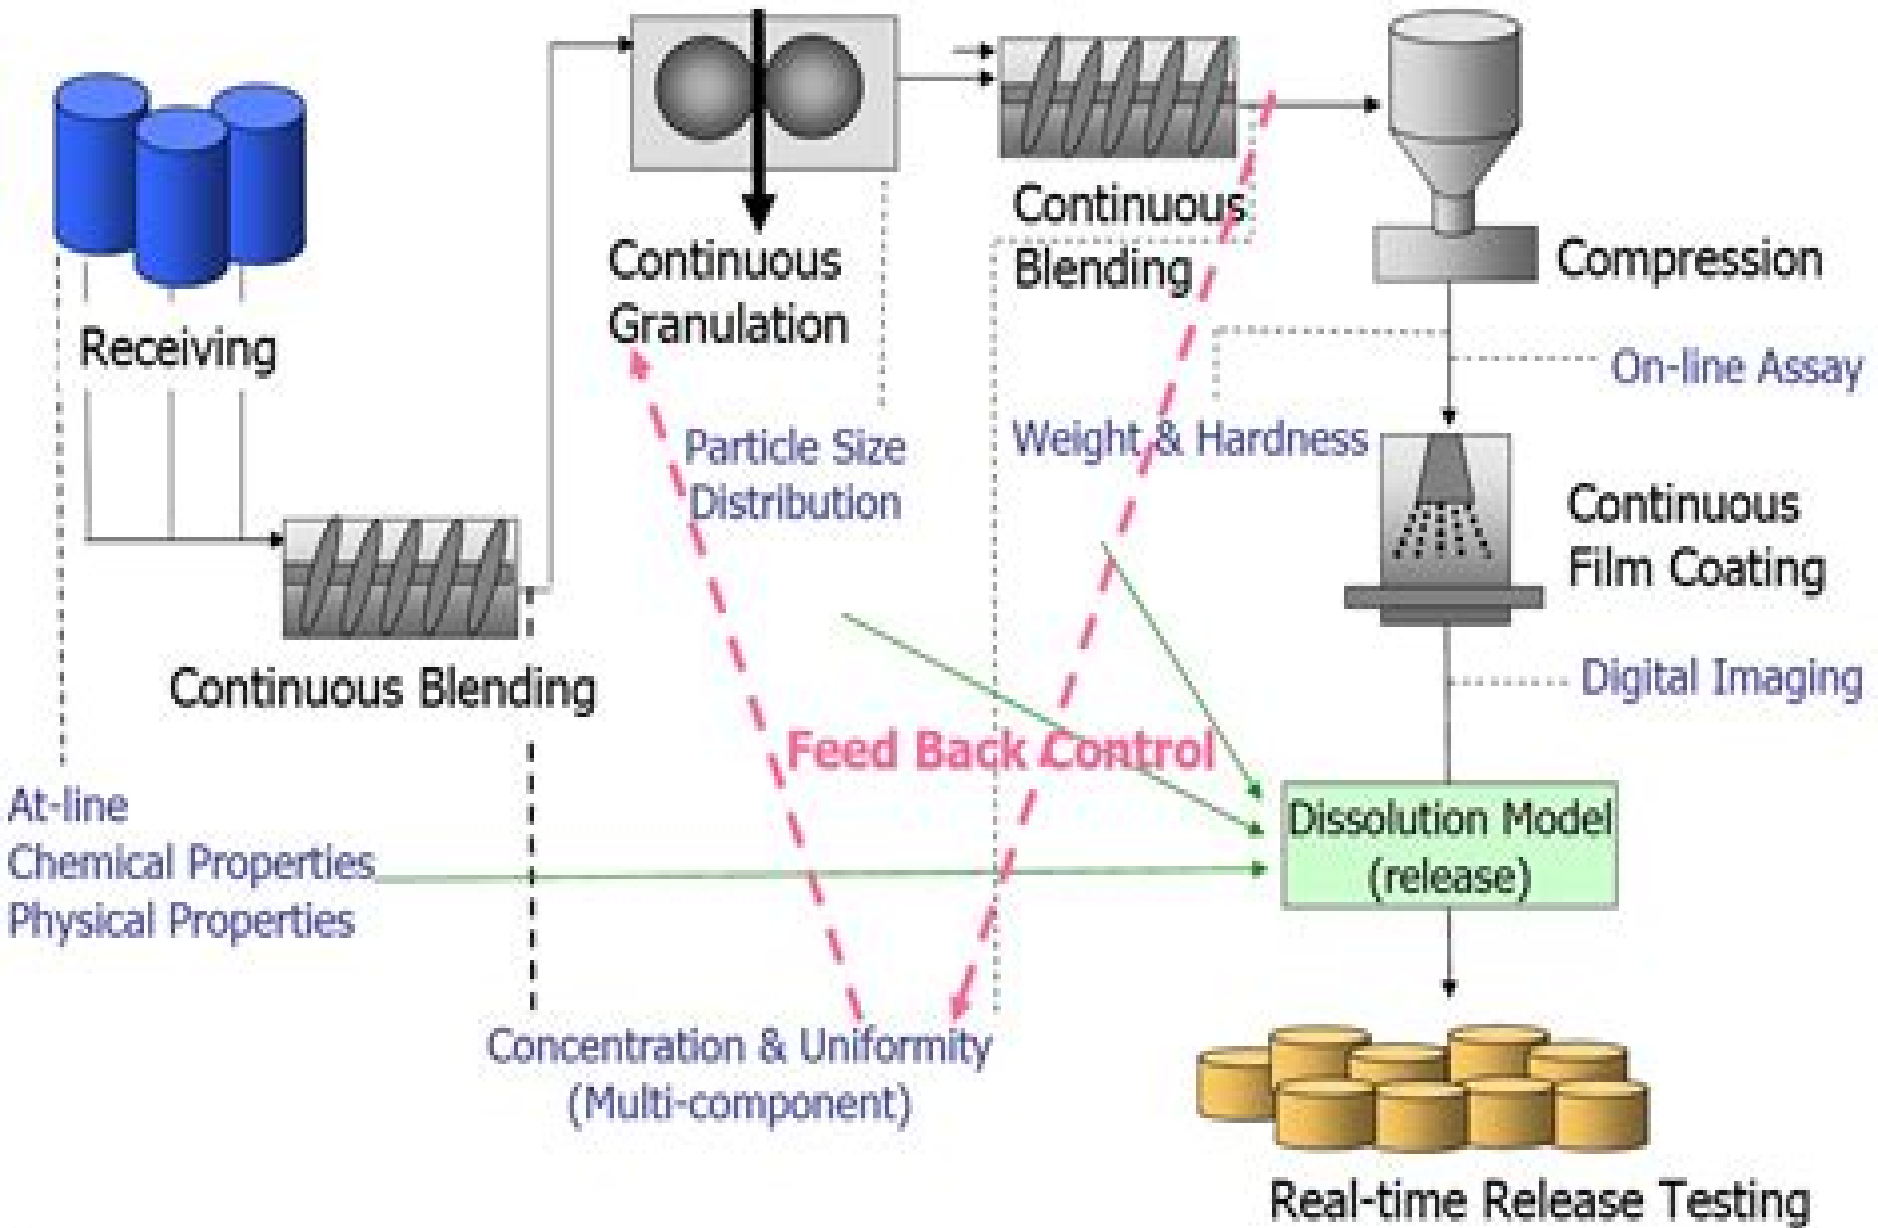 Continuous
Blending
Continuous
Granulation
Compression
Receiving
On-line Assay
Particle Size
Distribution
Weight & Hardness
Continuous
Film Coating
Continuous Blending
Digital Imaging
Feed Back Control
At-line
Chemical Properties
Physical Properties
Dissolution Model
(release)
Concentration & Uniformity
(Multi-component)
Real-time Release Testing